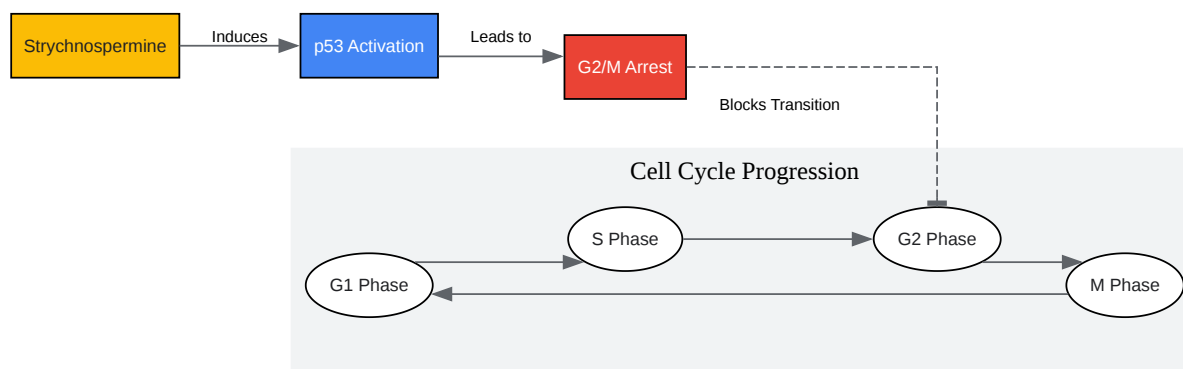 Strychnospermine
Induces
p53 Activation
Leads to
G2/M Arrest
Blocks Transition
Cell Cycle Progression
S Phase
G2 Phase
G1 Phase
M Phase